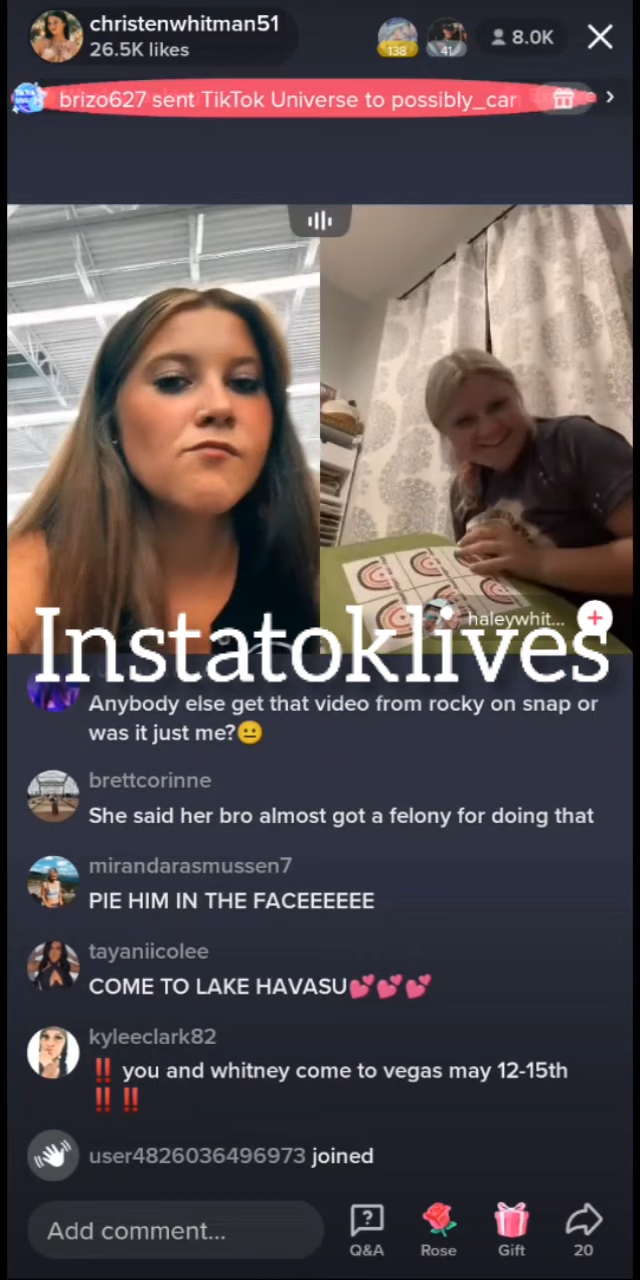 christenwhitman51
26.5K likes
138
41
8.0K
brizo627 sent TikTok Universe to possibly_car
haleywhit...
Instatoklives
Anybody else get that video from rocky on snap or
was it just me?😐
brettcorinne
She said her bro almost got a felony for doing that
mirandarasmussen7
PIE HIM IN THE FACEEEEEE
tayaniicolee
COME TO LAKE HAVASU💕💕💕
kyleeclark82
‼️ you and whitney come to vegas may 12-15th
‼️ ‼️
user4826036496973 joined
Add comment...
Q&A
Rose
Gift
20